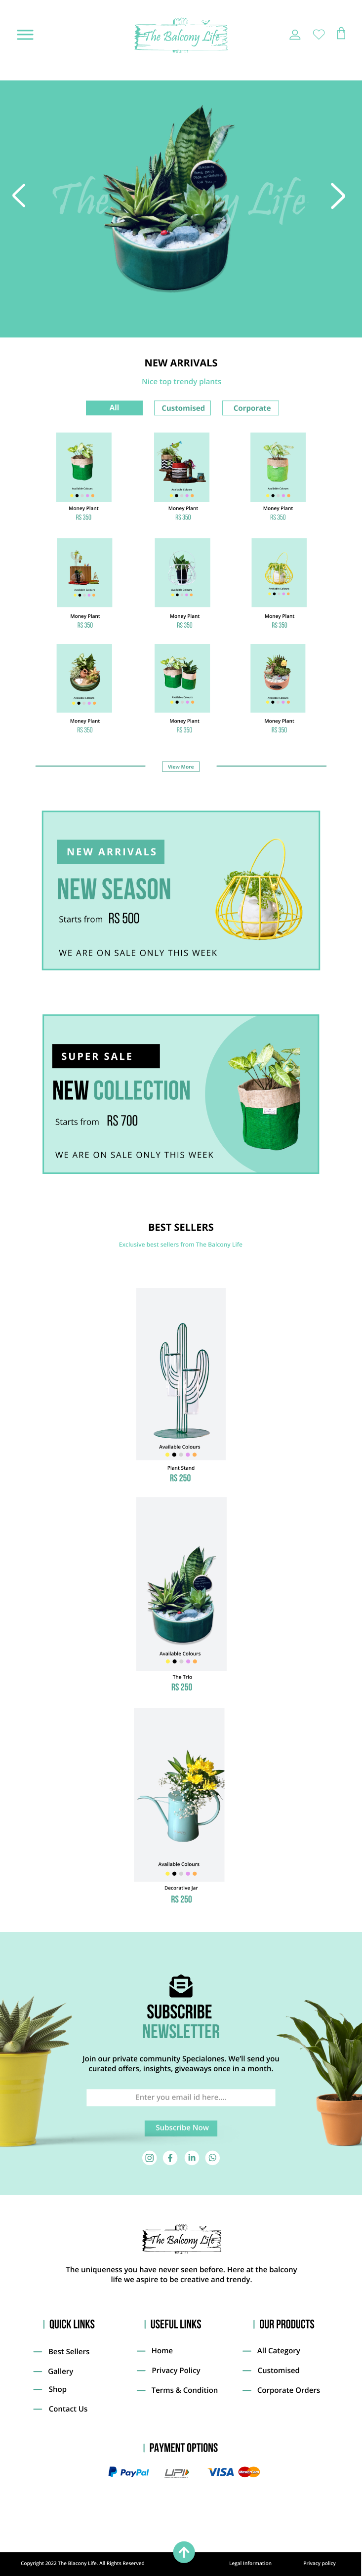 The Balcony Life
The Balcony Life
NEW ARRIVALS
Nice top trendy plants
All Customised Corporate
Available Colours Available Colours Available Colours
Money Plant Money Plant Money Plant
RS 350 RS 350 RS 350
Available Colours Available Colours Available Colours
Money Plant Money Plant Money Plant
RS 350 RS 350 RS 350
Available Colours Available Colours Available Colours
Money Plant Money Plant Money Plant
RS 350 RS 350 RS 350
View More
NEW ARRIVALS
NEW SEASON
Starts from RS 500
WE ARE ON SALE ONLY THIS WEEK
SUPER SALE
NEW COLLECTION
Starts from RS 700
WE ARE ON SALE ONLY THIS WEEK
BEST SELLERS
Exclusive best sellers from The Balcony Life
Available Colours
Plant Stand
RS 250
Available Colours
The Trio
RS 250
Available Colours
Decorative Jar
RS 250
SUBSCRIBE
NEWSLETTER
Join our private community Specialones. We'll send you
curated offers, insights, giveaways once in a month.
Enter you email id here....
Subscribe Now
The Balcony Life
The uniqueness you have never seen before. Here at the balcony
life we aspire to be creative and trendy.
QUICK LINKS
Best Sellers
Gallery
Shop
Contact Us
USEFUL LINKS
Home
Privacy Policy
Terms & Condition
OUR PRODUCTS
All Category
Customised
Corporate Orders
PAYMENT OPTIONS
PayPal UPI VISA MasterCard
Copyright 2022 The Blacony Life. All Rights Reserved Legal Information Privacy policy